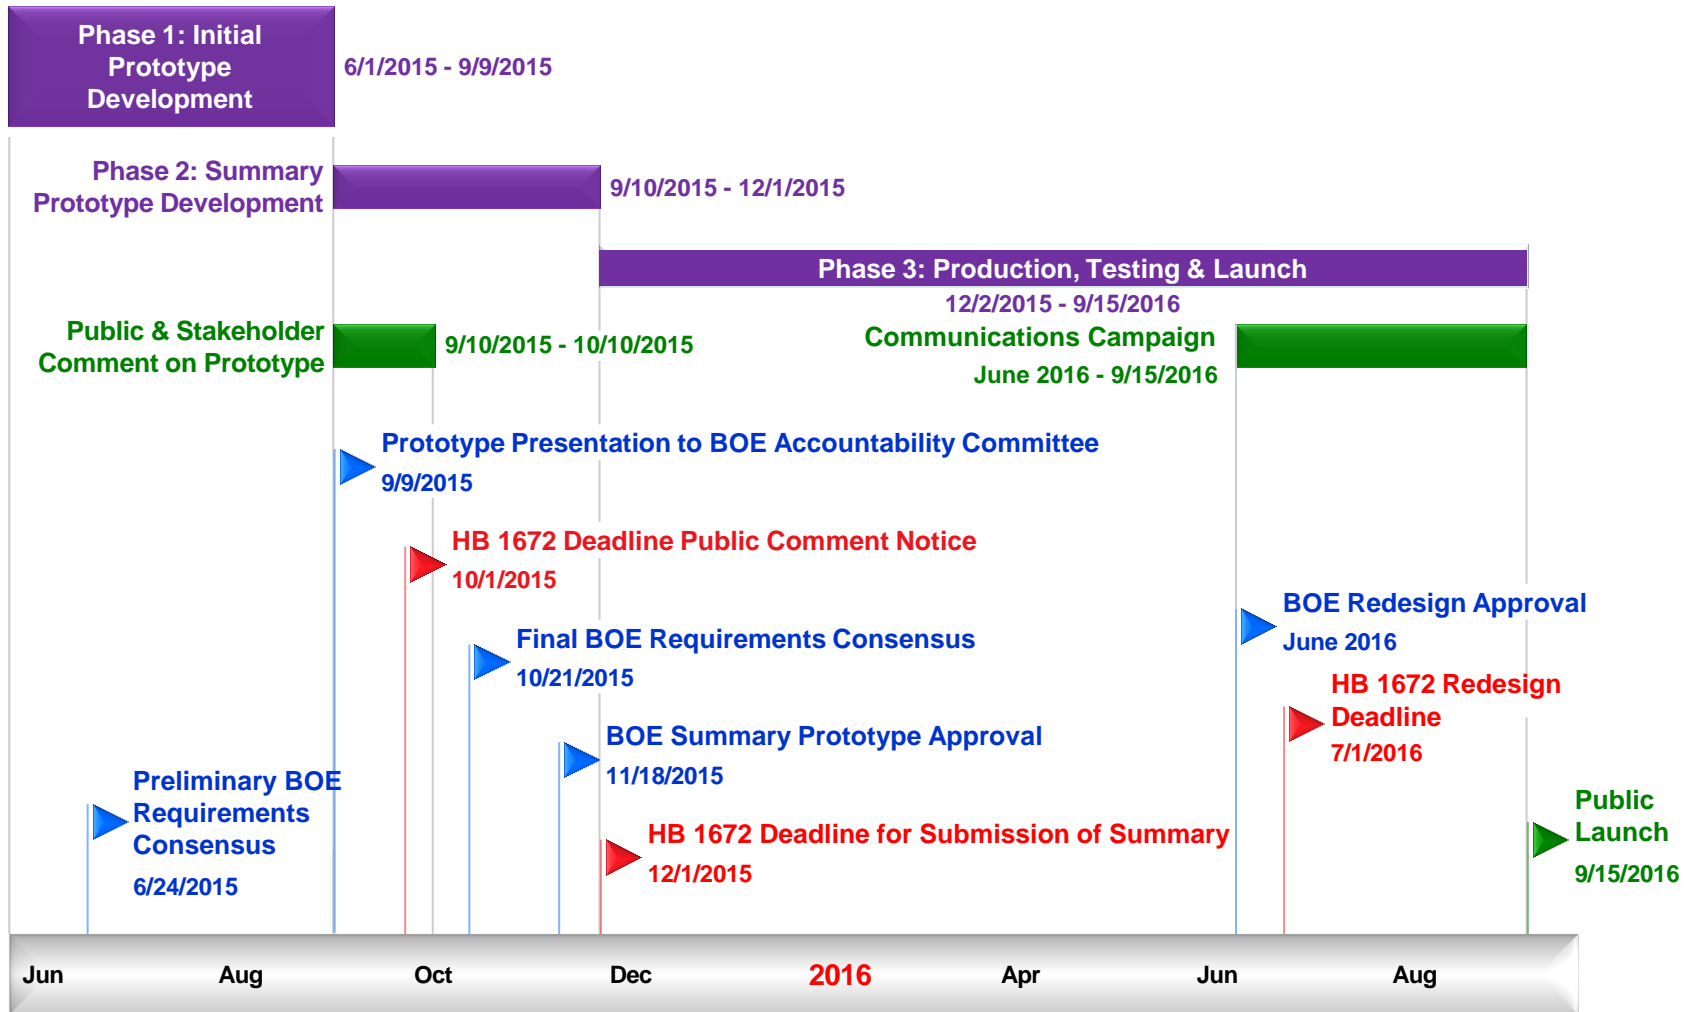 Phase 1: Initial
Prototype
Development
6/1/2015 - 9/9/2015
Phase 2: Summary
Prototype Development
9/10/2015 - 12/1/2015
Phase 3: Production, Testing & Launch
12/2/2015 - 9/15/2016
Public & Stakeholder
Comment on Prototype
9/10/2015 - 10/10/2015
Communications Campaign
June 2016 - 9/15/2016
Prototype Presentation to BOE Accountability Committee
9/9/2015
HB 1672 Deadline Public Comment Notice
10/1/2015
BOE Redesign Approval
June 2016
Final BOE Requirements Consensus
10/21/2015
HB 1672 Redesign
Deadline
7/1/2016
BOE Summary Prototype Approval
11/18/2015
Preliminary BOE
Requirements
Consensus
6/24/2015
HB 1672 Deadline for Submission of Summary
12/1/2015
Public
Launch
9/15/2016
Jun Aug Oct Dec 2016 Apr Jun Aug